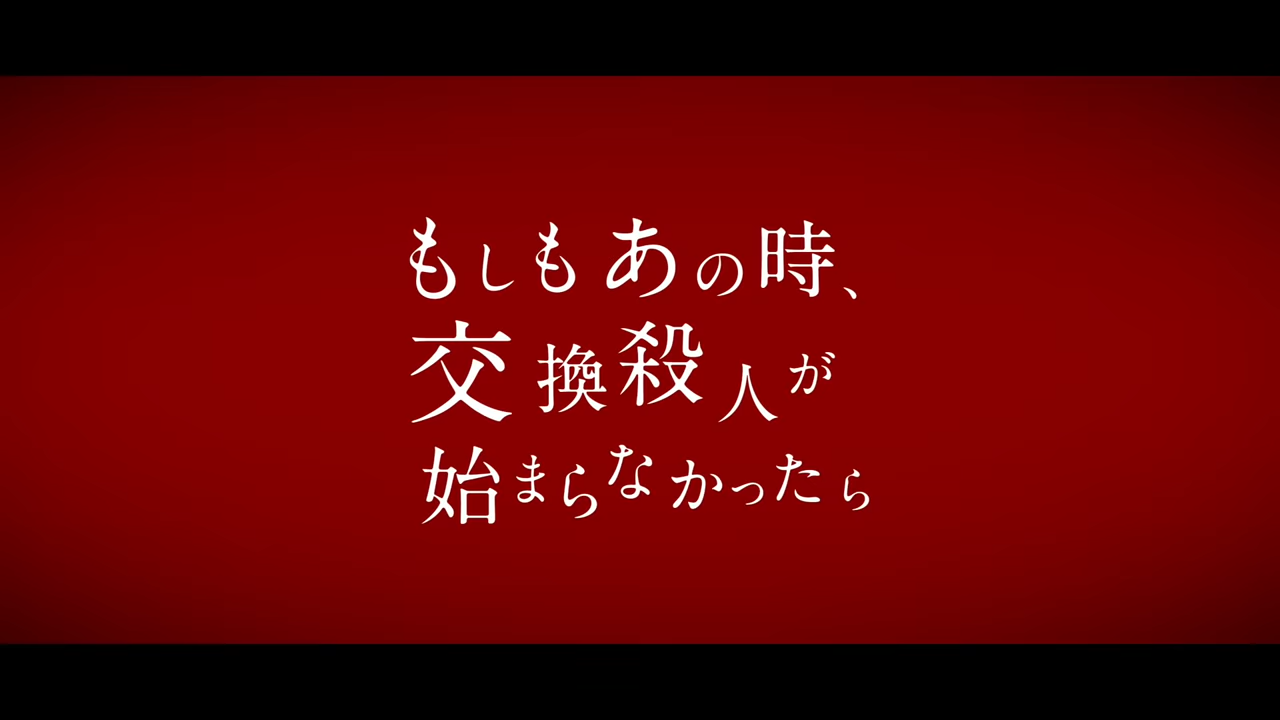 もしもあの時、
交換殺人が
始まらなかったら